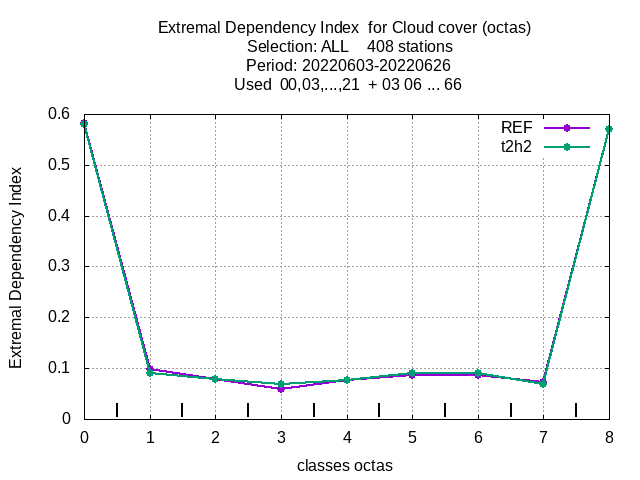 Extremal Dependency Index  for Cloud cover (octas)
Selection: ALL    408 stations
Period: 20220603-20220626
Used  00,03,...,21  + 03 06 ... 66
REF
t2h2
Extremal Dependency Index
0.6
0.5
0.4
0.3
0.2
0.1
0
0 1 2 3 4 5 6 7 8
classes octas